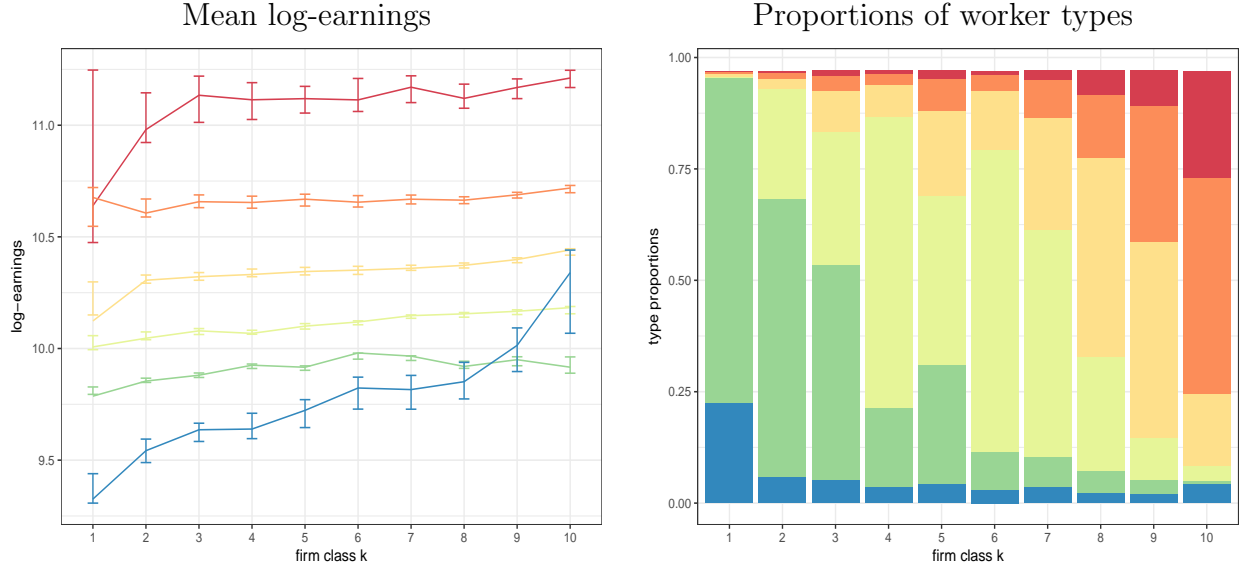 Mean log-earnings
Proportions of worker types
11.0
10.5
10.0
9.5
log−earnings
1 2 3 4 5 6 7 8 9 10
firm class k
1.00
0.75
0.50
0.25
0.00
type proportions
1 2 3 4 5 6 7 8 9 10
firm class k